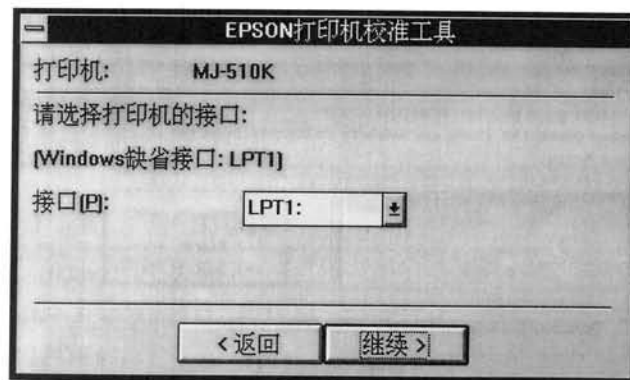 EPSON打印机校准工具
打印机: MJ-510K
请选择打印机的接口:
(Windows缺省接口: LPT1)
接口(P): LPT1:
<返回 继续>